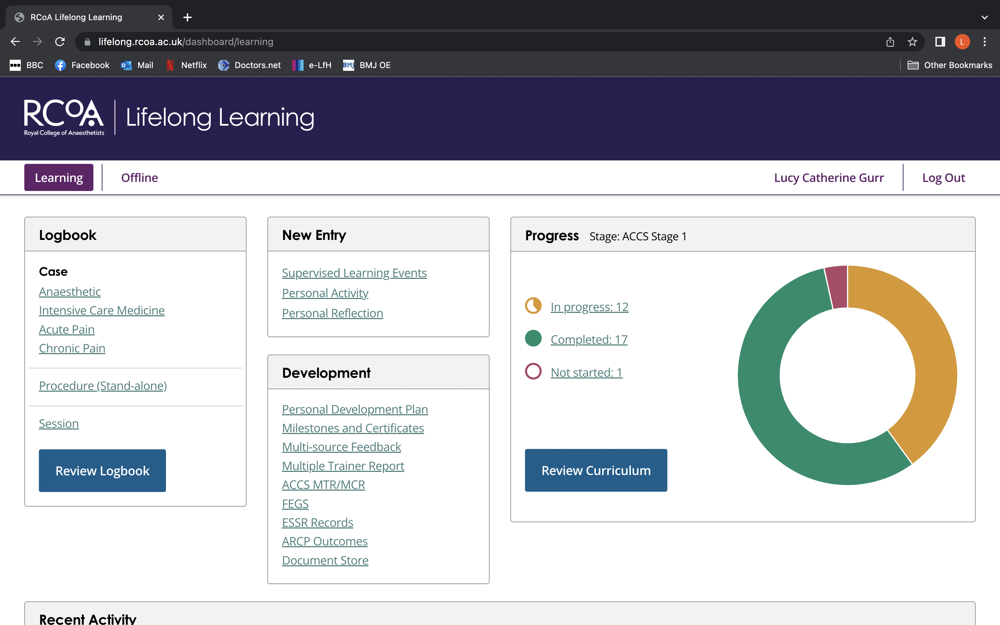 RCoA Lifelong Learning
lifelong.rcoa.ac.uk/dashboard/learning
L
BBC
Facebook
Mail
Netflix
Doctors.net
e-LfH
BMJ
BMJ OE
Other Bookmarks
RCOA
Royal College of Anaesthetists
Lifelong Learning
Learning
Offline
Lucy Catherine Gurr
Log Out
Logbook
Case
Anaesthetic
Intensive Care Medicine
Acute Pain
Chronic Pain
Procedure (Stand-alone)
Session
Review Logbook
New Entry
Supervised Learning Events
Personal Activity
Personal Reflection
Development
Personal Development Plan
Milestones and Certificates
Multi-source Feedback
Multiple Trainer Report
ACCS MTR/MCR
FEGS
ESSR Records
ARCP Outcomes
Document Store
Progress Stage: ACCS Stage 1
In progress: 12
Completed: 17
Not started: 1
Review Curriculum
Recent Activity